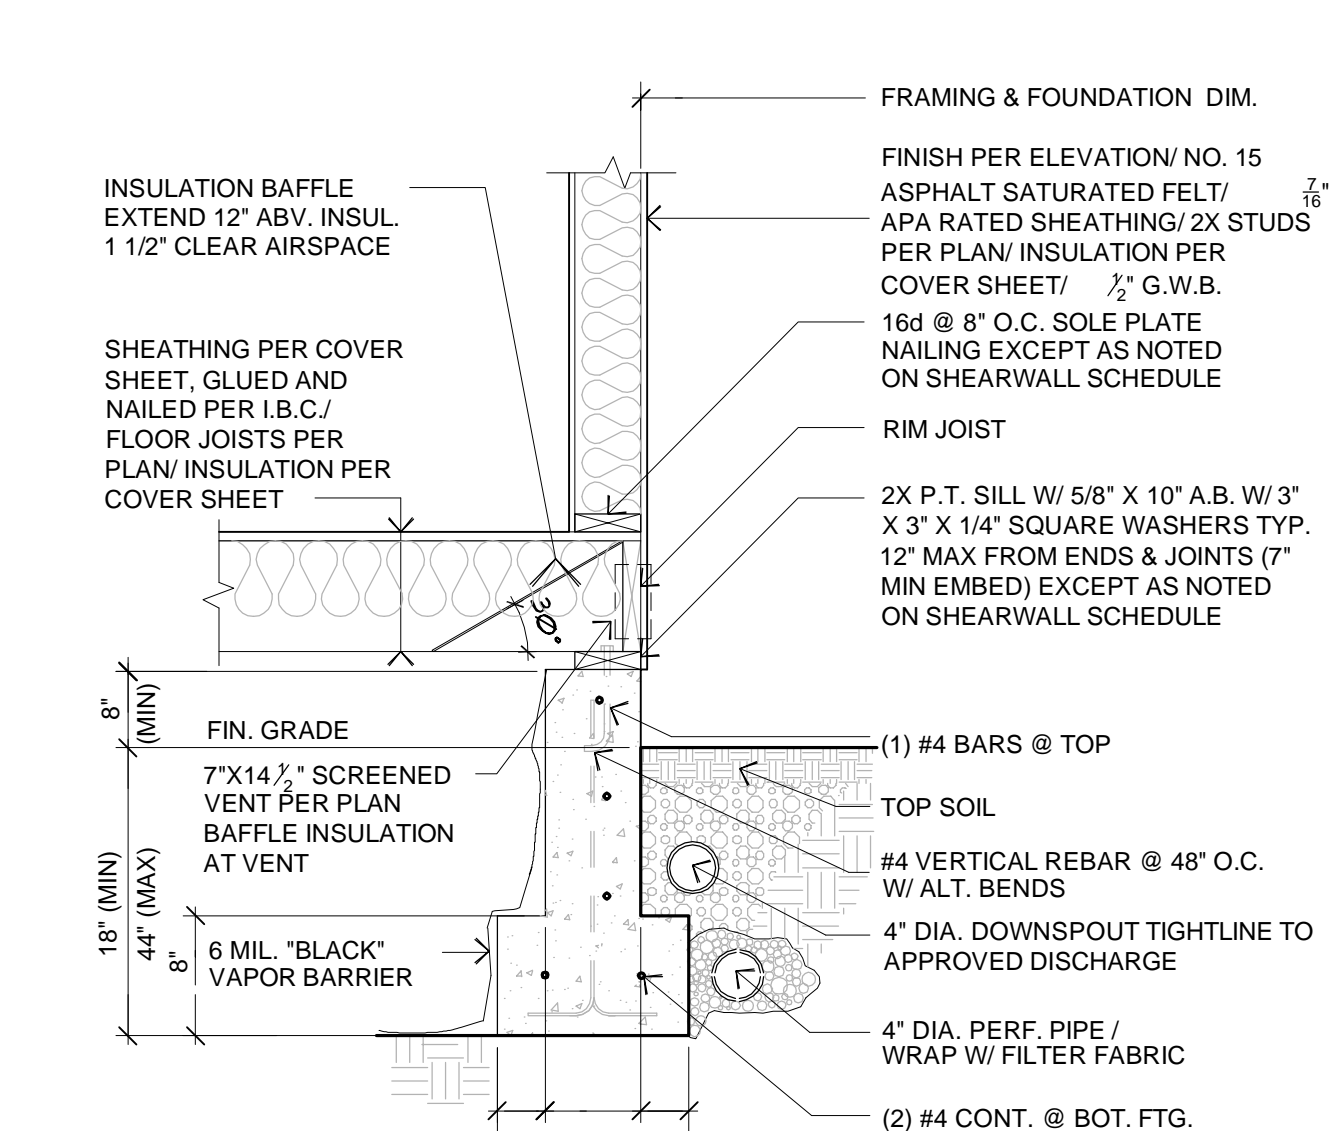 FRAMING & FOUNDATION DIM.
FINISH PER ELEVATION/ NO. 15
ASPHALT SATURATED FELT/ 7/16"
APA RATED SHEATHING/ 2X STUDS
PER PLAN/ INSULATION PER
COVER SHEET/ 1/2" G.W.B.
16d @ 8" O.C. SOLE PLATE
NAILING EXCEPT AS NOTED
ON SHEARWALL SCHEDULE
RIM JOIST
2X P.T. SILL W/ 5/8" X 10" A.B. W/ 3"
X 3" X 1/4" SQUARE WASHERS TYP.
12" MAX FROM ENDS & JOINTS (7"
MIN EMBED) EXCEPT AS NOTED
ON SHEARWALL SCHEDULE
(1) #4 BARS @ TOP
TOP SOIL
#4 VERTICAL REBAR @ 48" O.C.
W/ ALT. BENDS
4" DIA. DOWNSPOUT TIGHTLINE TO
APPROVED DISCHARGE
4" DIA. PERF. PIPE /
WRAP W/ FILTER FABRIC
(2) #4 CONT. @ BOT. FTG.
INSULATION BAFFLE
EXTEND 12" ABV. INSUL.
1 1/2" CLEAR AIRSPACE
SHEATHING PER COVER
SHEET, GLUED AND
NAILED PER I.B.C./
FLOOR JOISTS PER
PLAN/ INSULATION PER
COVER SHEET
30°
8"
(MIN)
FIN. GRADE
7"X14 1/2" SCREENED
VENT PER PLAN
BAFFLE INSULATION
AT VENT
18" (MIN)
44" (MAX)
8"
6 MIL. "BLACK"
VAPOR BARRIER